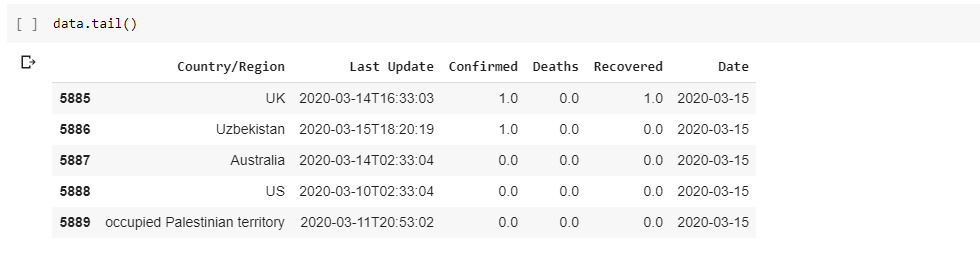 [ ] data.tail()
Country/Region Last Update Confirmed Deaths Recovered Date
5885 UK 2020-03-14T16:33:03 1.0 0.0 1.0 2020-03-15
5886 Uzbekistan 2020-03-15T18:20:19 1.0 0.0 0.0 2020-03-15
5887 Australia 2020-03-14T02:33:04 0.0 0.0 0.0 2020-03-15
5888 US 2020-03-10T02:33:04 0.0 0.0 0.0 2020-03-15
5889 occupied Palestinian territory 2020-03-11T20:53:02 0.0 0.0 0.0 2020-03-15